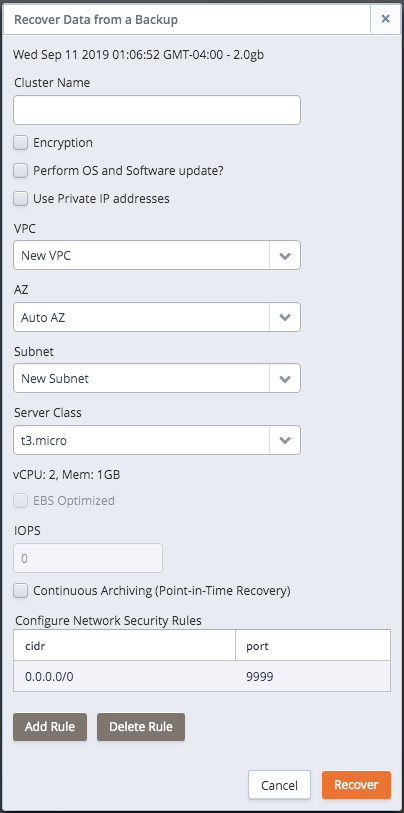 Recover Data from a Backup
×
Wed Sep 11 2019 01:06:52 GMT-04:00 - 2.0gb
Cluster Name
Encryption
Perform OS and Software update?
Use Private IP addresses
VPC
New VPC
AZ
Auto AZ
Subnet
New Subnet
Server Class
t3.micro
vCPU: 2, Mem: 1GB
EBS Optimized
IOPS
0
Continuous Archiving (Point-in-Time Recovery)
Configure Network Security Rules
cidr port
0.0.0.0/0 9999
Add Rule Delete Rule
Cancel Recover